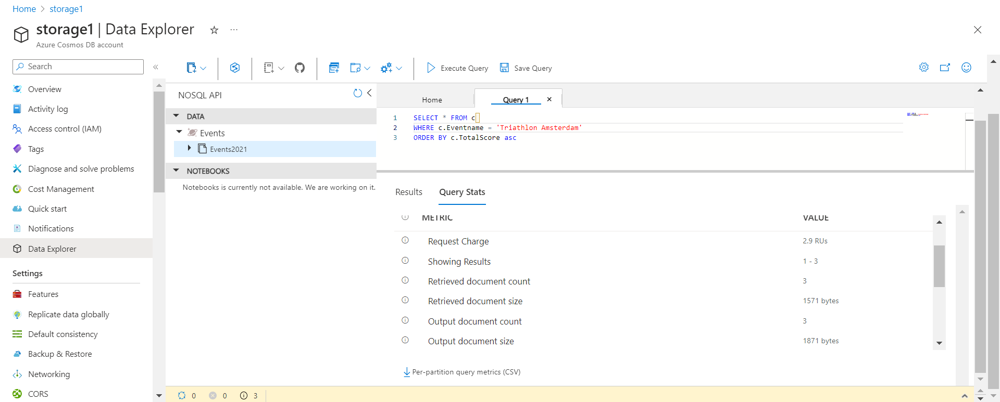 Home > storage1
storage1 | Data Explorer ...
Azure Cosmos DB account
Search
«
Overview
Activity log
Access control (IAM)
Tags
Diagnose and solve problems
Cost Management
Quick start
Notifications
Data Explorer
Settings
Features
Replicate data globally
Default consistency
Backup & Restore
Networking
CORS
Execute Query
Save Query
NOSQL API
DATA
Events
Events2021
NOTEBOOKS
Notebooks is currently not available. We are working on it.
Home
Query 1
1 SELECT * FROM c
2 WHERE c.Eventname = 'Triathlon Amsterdam'
3 ORDER BY c.TotalScore asc
Results
Query Stats
METRIC VALUE
Request Charge 2.9 RUs
Showing Results 1 - 3
Retrieved document count 3
Retrieved document size 1571 bytes
Output document count 3
Output document size 1871 bytes
Per-partition query metrics (CSV)
0 0 3